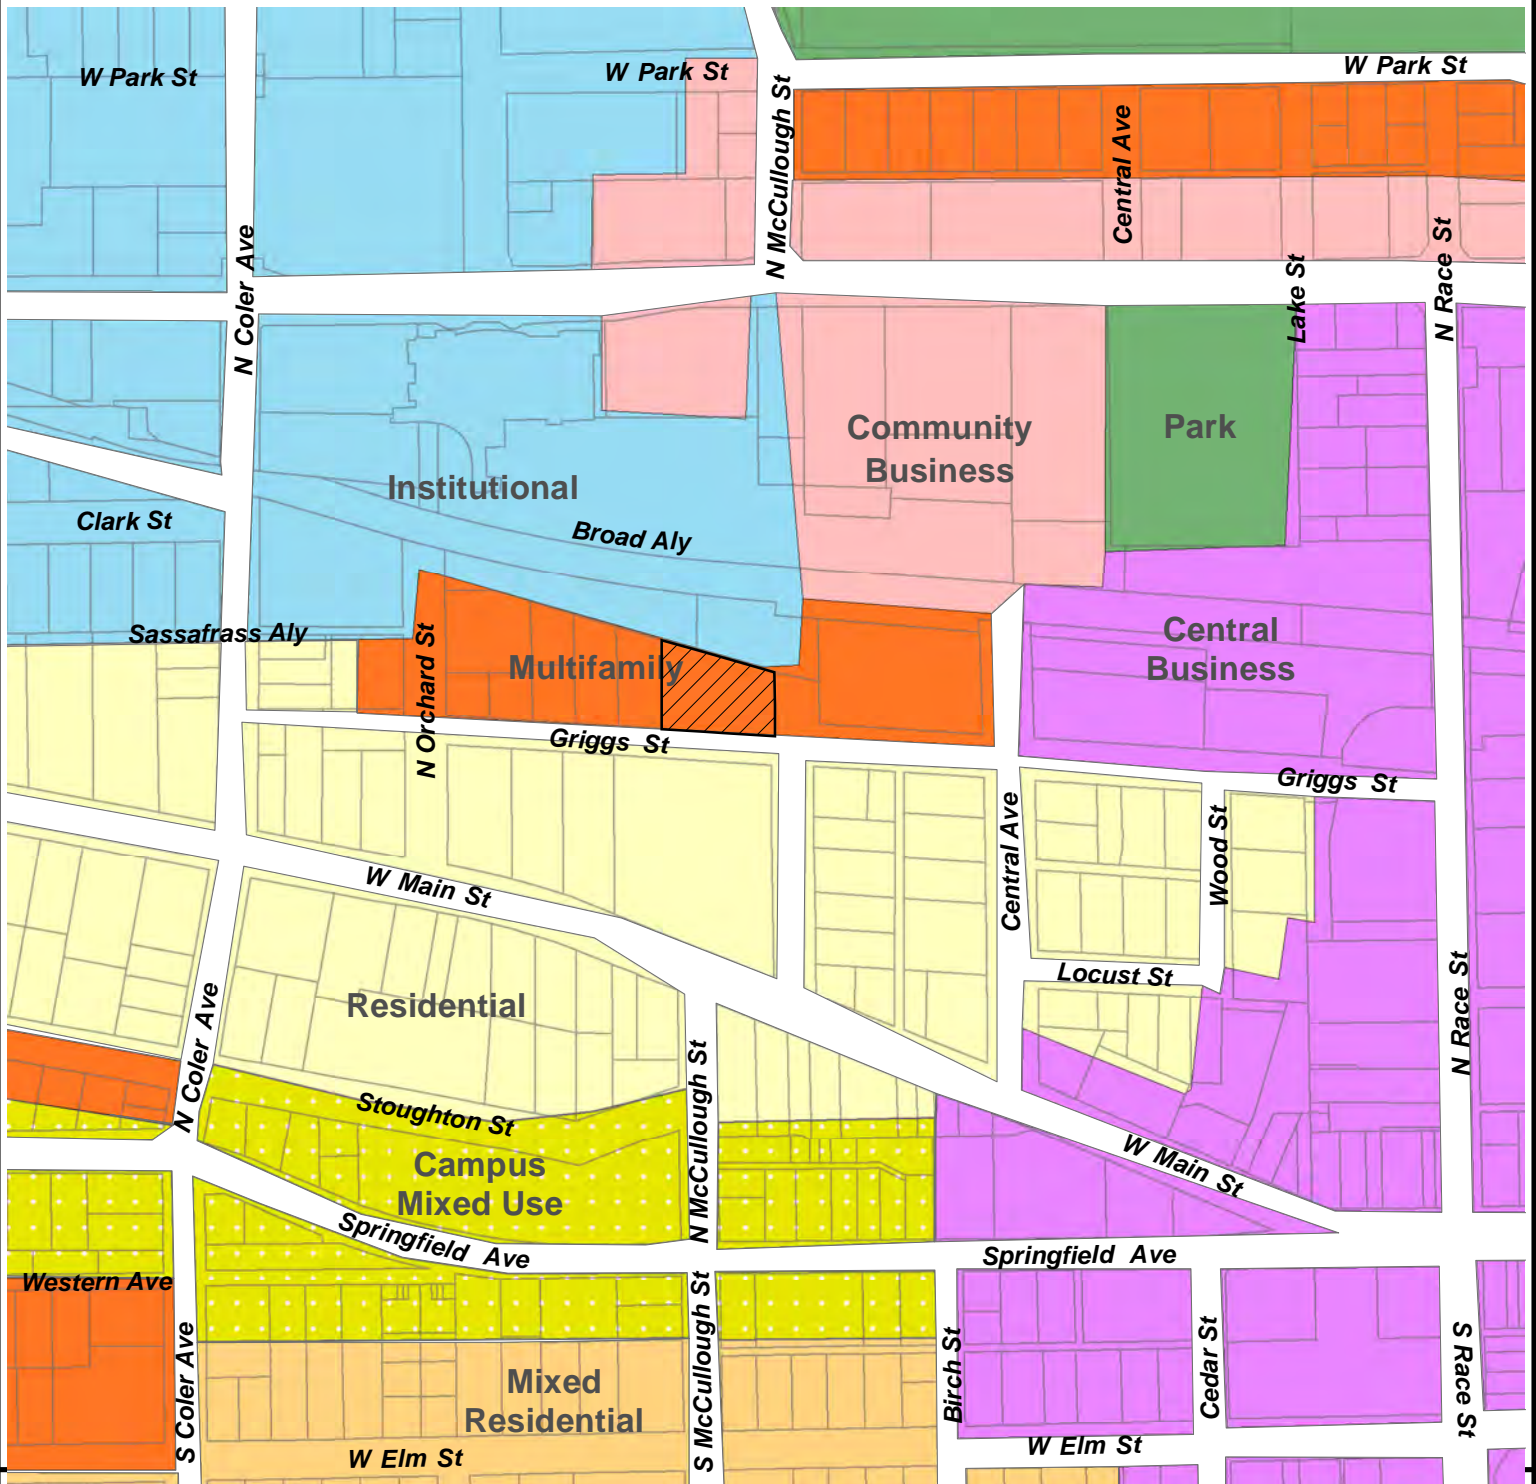 W Park St
W Park St
W Park St
N McCullough St
Central Ave
N Coler Ave
Lake St
N Race St
Community
Business
Park
Institutional
Clark St
Broad Aly
Sassafrass Aly
Central
Business
Multifamily
N Orchard St
Griggs St
Griggs St
Central Ave
Wood St
W Main St
Locust St
Residential
N Coler Ave
N Race St
N McCullough St
Stoughton St
Campus
Mixed Use
W Main St
Springfield Ave
Springfield Ave
Western Ave
S Coler Ave
S McCullough St
Birch St
Cedar St
S Race St
Mixed
Residential
W Elm St
W Elm St